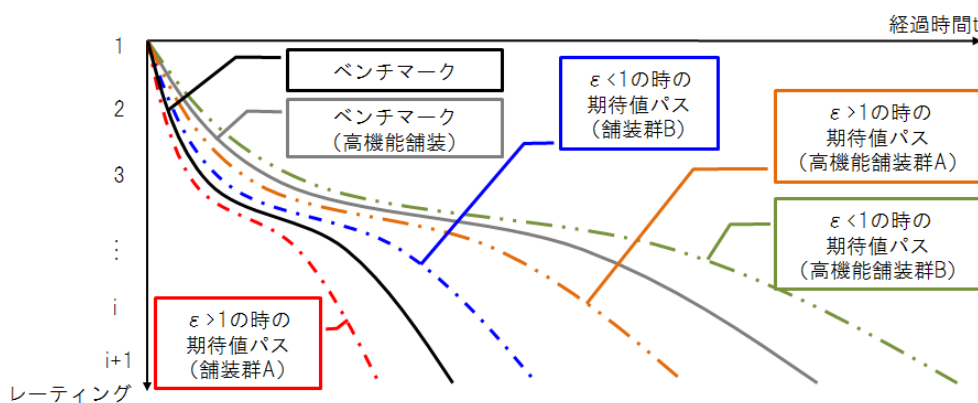 経過時間t
1
2
3
⋮
i
i+1
レーティング
ベンチマーク
ベンチマーク
(高機能舗装)
ε<1の時の
期待値パス
(舗装群B)
ε>1の時の
期待値パス
(高機能舗装群A)
ε<1の時の
期待値パス
(高機能舗装群B)
ε>1の時の
期待値パス
(舗装群A)